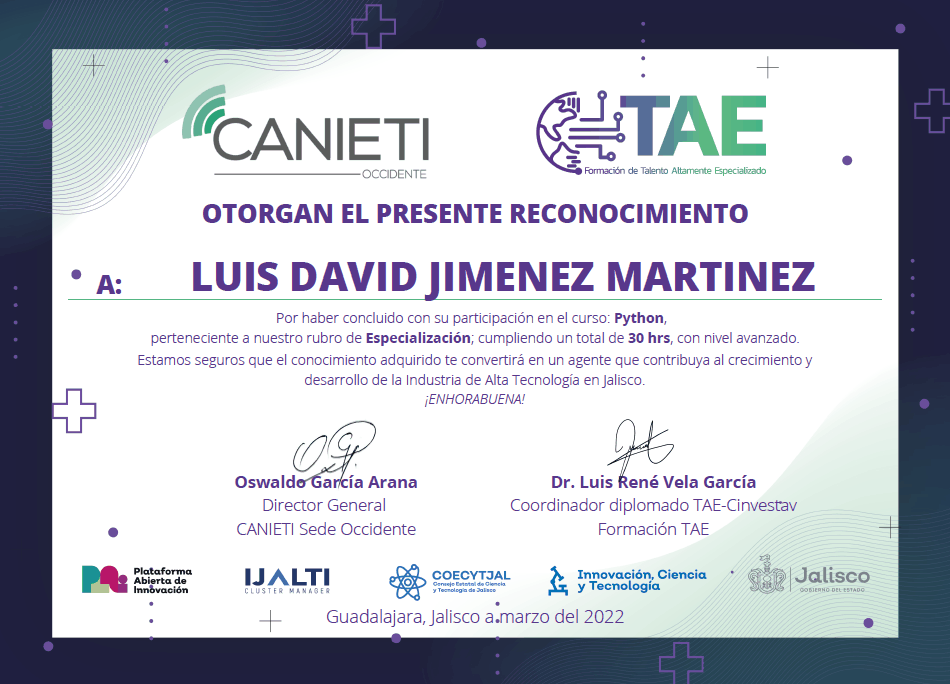 CANIETI
OCCIDENTE
TAE
Formación de Talento Altamente Especializado
OTORGAN EL PRESENTE RECONOCIMIENTO
A: LUIS DAVID JIMENEZ MARTINEZ
Por haber concluido con su participación en el curso: Python,
perteneciente a nuestro rubro de Especialización; cumpliendo un total de 30 hrs, con nivel avanzado.
Estamos seguros que el conocimiento adquirido te convertirá en un agente que contribuya al crecimiento y
desarrollo de la Industria de Alta Tecnología en Jalisco.
¡ENHORABUENA!
Oswaldo García Arana
Director General
CANIETI Sede Occidente
Dr. Luis René Vela García
Coordinador diplomado TAE-Cinvestav
Formación TAE
Plataforma
Abierta de
Innovación
IJALTI
CLUSTER MANAGER
COECYTJAL
Consejo Estatal de Ciencia
y Tecnología de Jalisco
Innovación, Ciencia
y Tecnología
Jalisco
GOBIERNO DEL ESTADO
Guadalajara, Jalisco a marzo del 2022